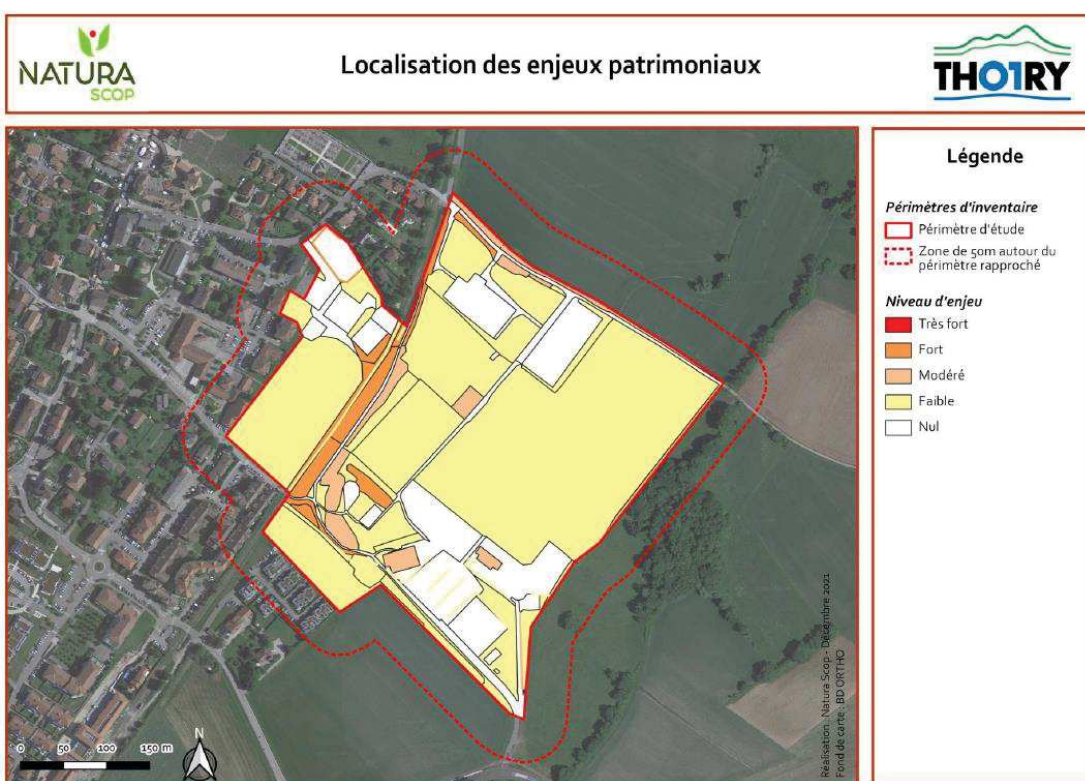 NATURA
SCOP
Localisation des enjeux patrimoniaux
THO1RY
Légende
Périmètres d'inventaire
Périmètre d'étude
Zone de 50m autour du
périmètre rapproché
Niveau d'enjeu
Très fort
Fort
Modéré
Faible
Nul
Réalisation : Natura Scop - Décembre 2021
Fond de carte : BD ORTHO
0 50 100 150 m
N